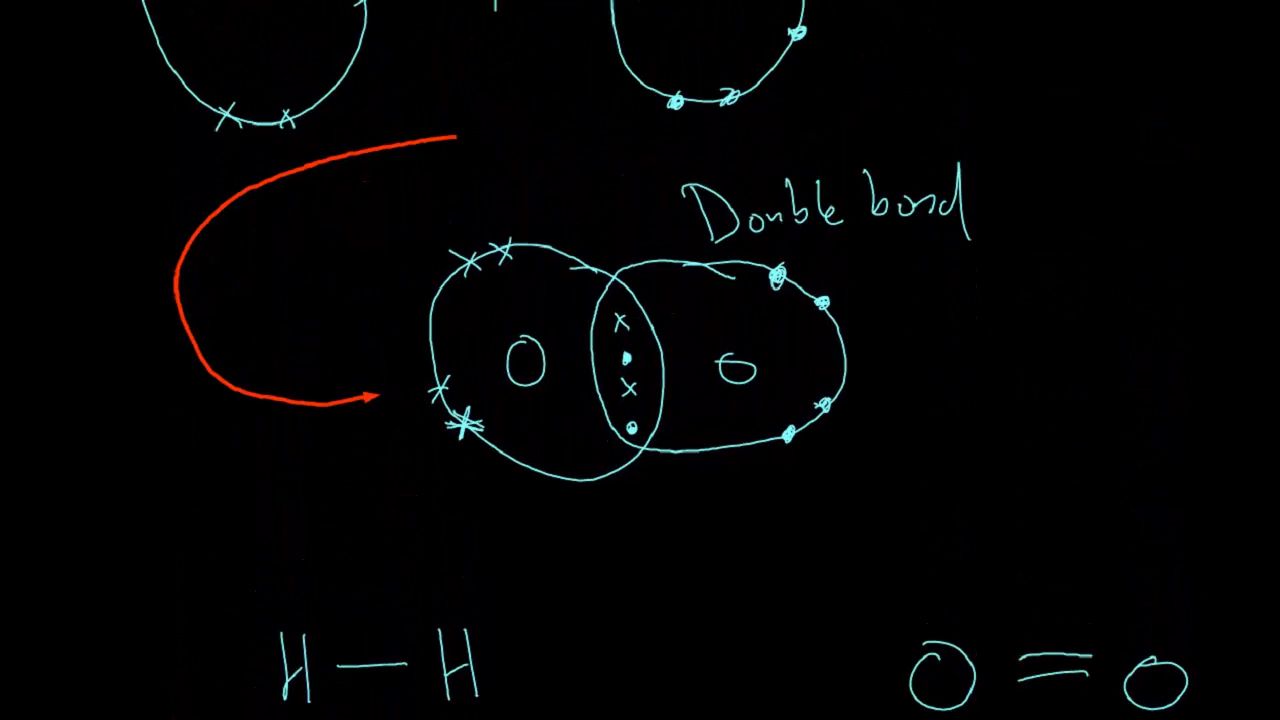 Double bond
O O
H — H
O = O